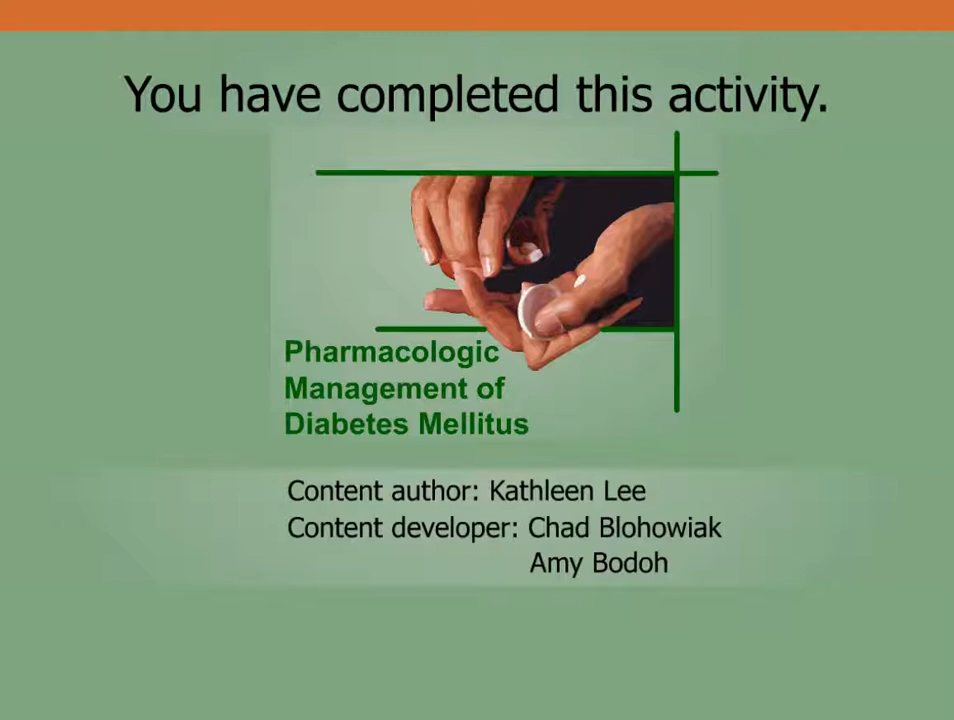 You have completed this activity.
Pharmacologic
Management of
Diabetes Mellitus
Content author: Kathleen Lee
Content developer: Chad Blohowiak
Amy Bodoh